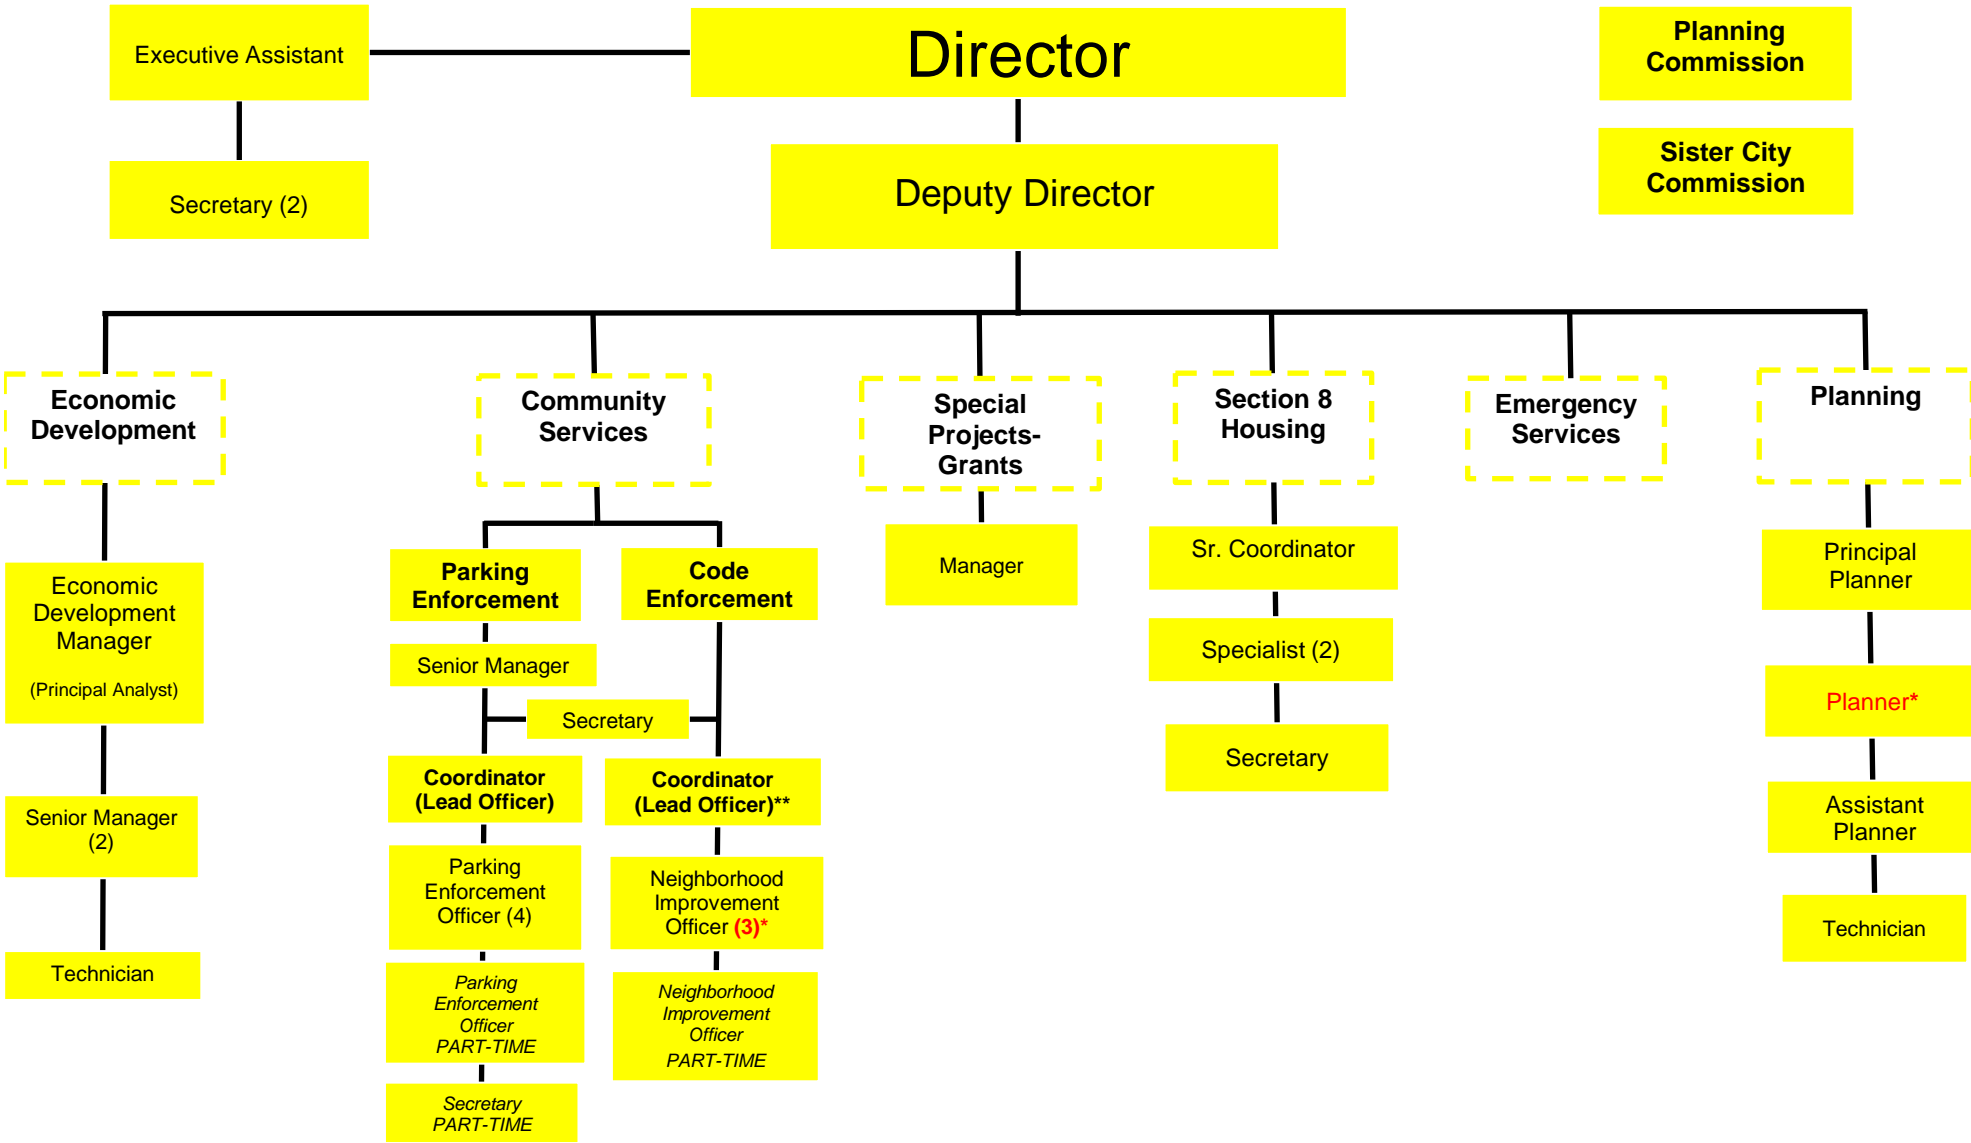 Executive Assistant
Director
Planning
Commission
Sister City
Commission
Secretary (2)
Deputy Director
Economic
Development
Community
Services
Special
Projects-
Grants
Section 8
Housing
Emergency
Services
Planning
Economic
Development
Manager
(Principal Analyst)
Senior Manager
(2)
Technician
Parking
Enforcement
Senior Manager
Code
Enforcement
Secretary
Coordinator
(Lead Officer)
Parking
Enforcement
Officer (4)
Parking
Enforcement
Officer
PART-TIME
Secretary
PART-TIME
Coordinator
(Lead Officer)**
Neighborhood
Improvement
Officer (3)*
Neighborhood
Improvement
Officer
PART-TIME
Manager
Sr. Coordinator
Specialist (2)
Secretary
Principal
Planner
Planner*
Assistant
Planner
Technician